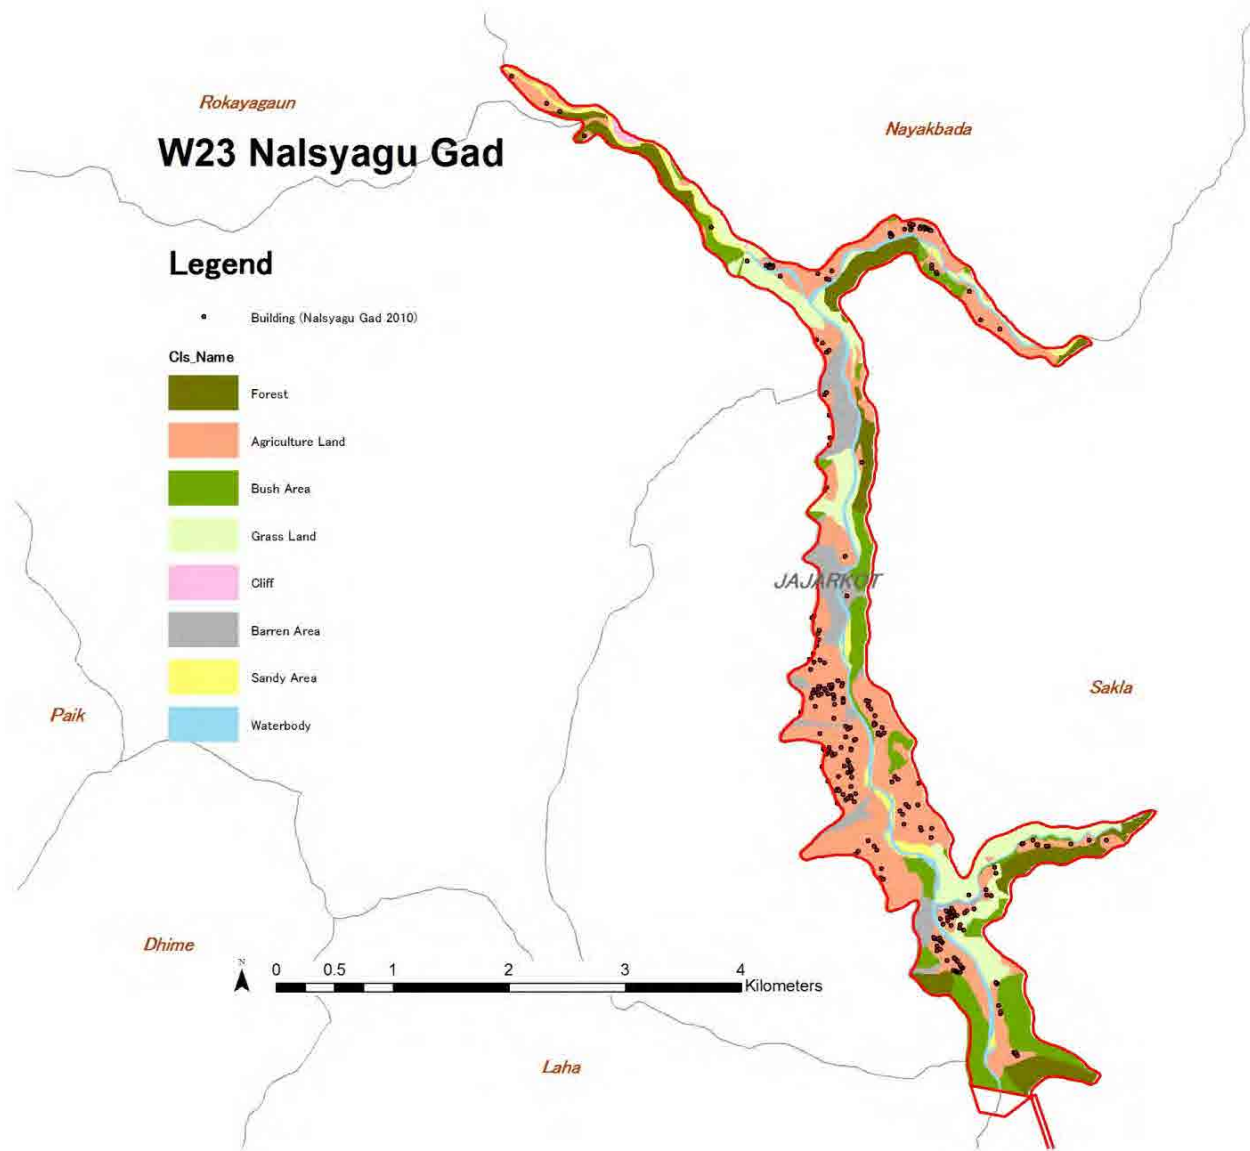 Rokayagaun
Nayakbada
W23 Nalsyagu Gad
Legend
Building (Nalsyagu Gad 2010)
Cls_Name
Forest
Agriculture Land
Bush Area
Grass Land
Cliff
JAJARKOT
Barren Area
Sandy Area
Sakla
Paik
Waterbody
Dhime
N
0 0.5 1 2 3 4
Kilometers
Laha